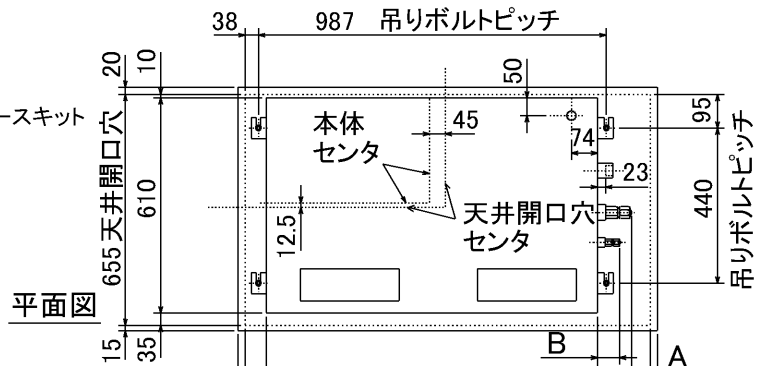 38
987
吊りボルトピッチ
20
10
50
95
ースキット
本体
センタ
45
74
23
655 天井開口穴
610
12.5
天井開口穴
センタ
440
吊りボルトピッチ
平面図
15
35
B
A